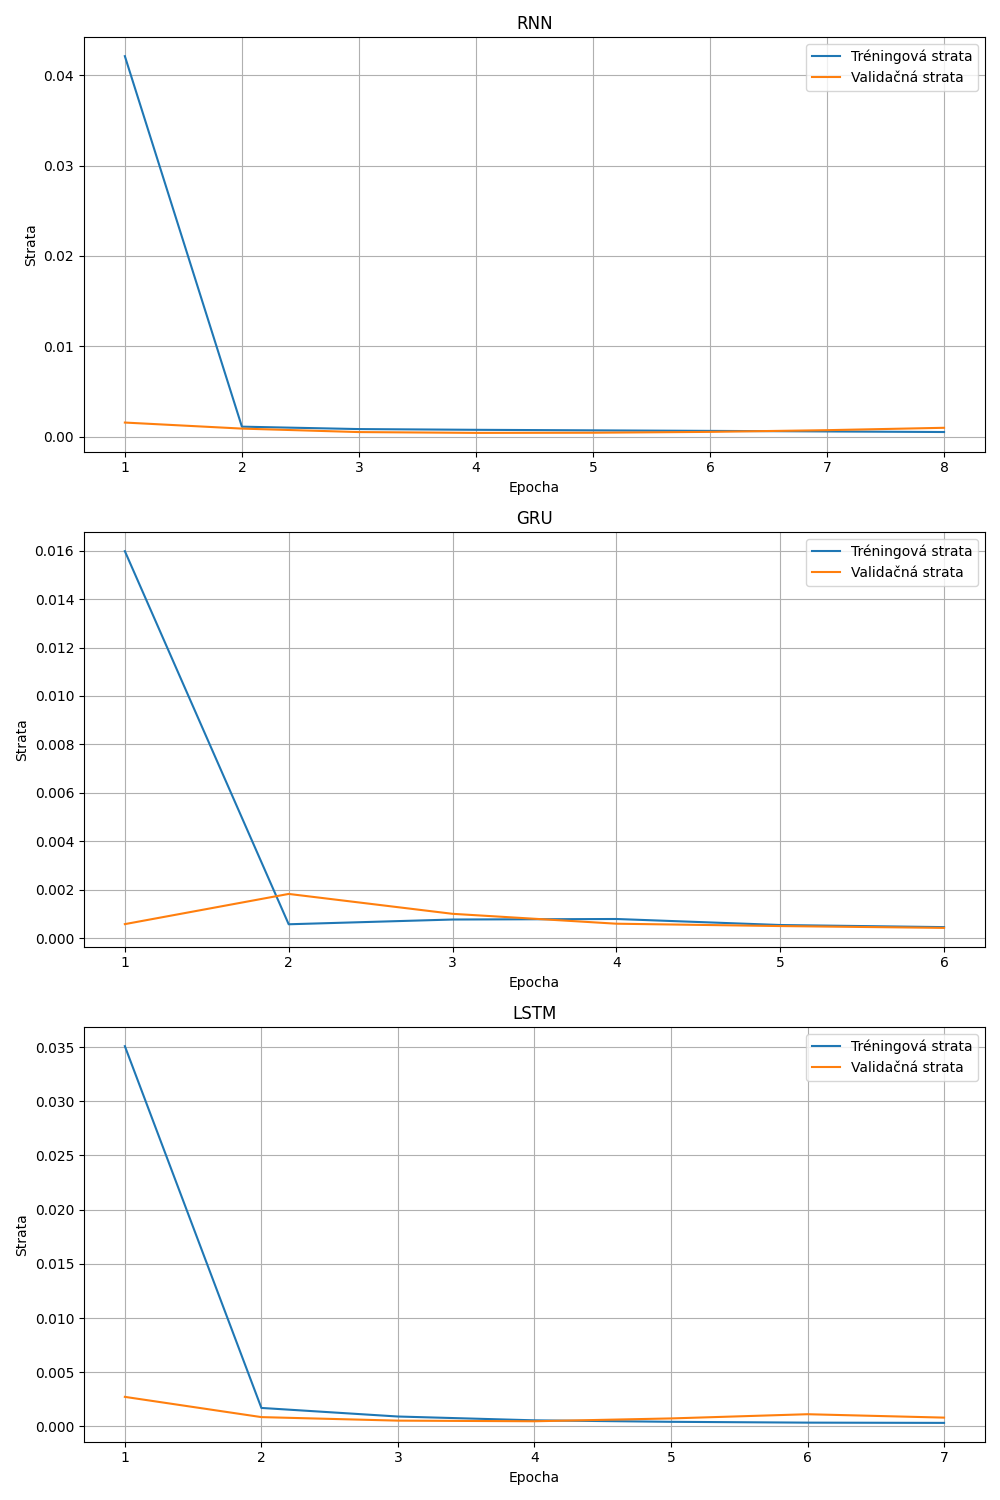 RNN
Tréningová strata
Validačná strata
0.04
0.03
0.02
0.01
0.00
Strata
1 2 3 4 5 6 7 8
Epocha
GRU
Tréningová strata
Validačná strata
0.016
0.014
0.012
0.010
0.008
0.006
0.004
0.002
0.000
Strata
1 2 3 4 5 6
Epocha
LSTM
Tréningová strata
Validačná strata
0.035
0.030
0.025
0.020
0.015
0.010
0.005
0.000
Strata
1 2 3 4 5 6 7
Epocha